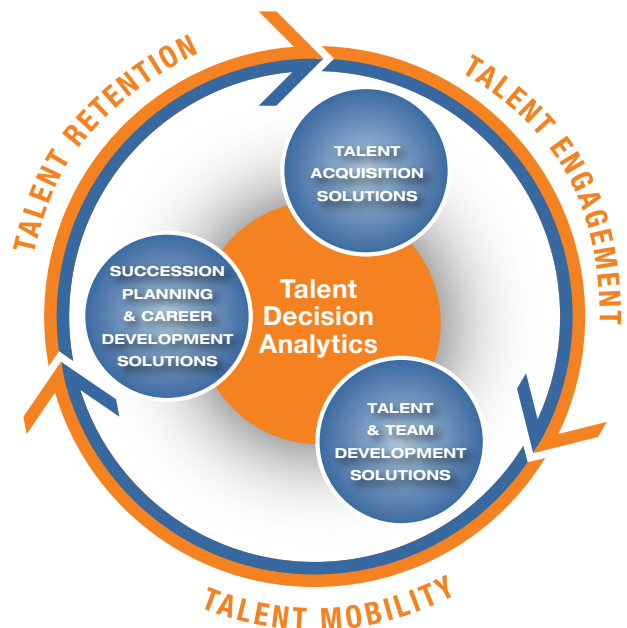 TALENT RETENTION
TALENT ENGAGEMENT
TALENT
ACQUISITION
SOLUTIONS
SUCCESSION
PLANNING
& CAREER
DEVELOPMENT
SOLUTIONS
Talent
Decision
Analytics
TALENT
& TEAM
DEVELOPMENT
SOLUTIONS
TALENT MOBILITY